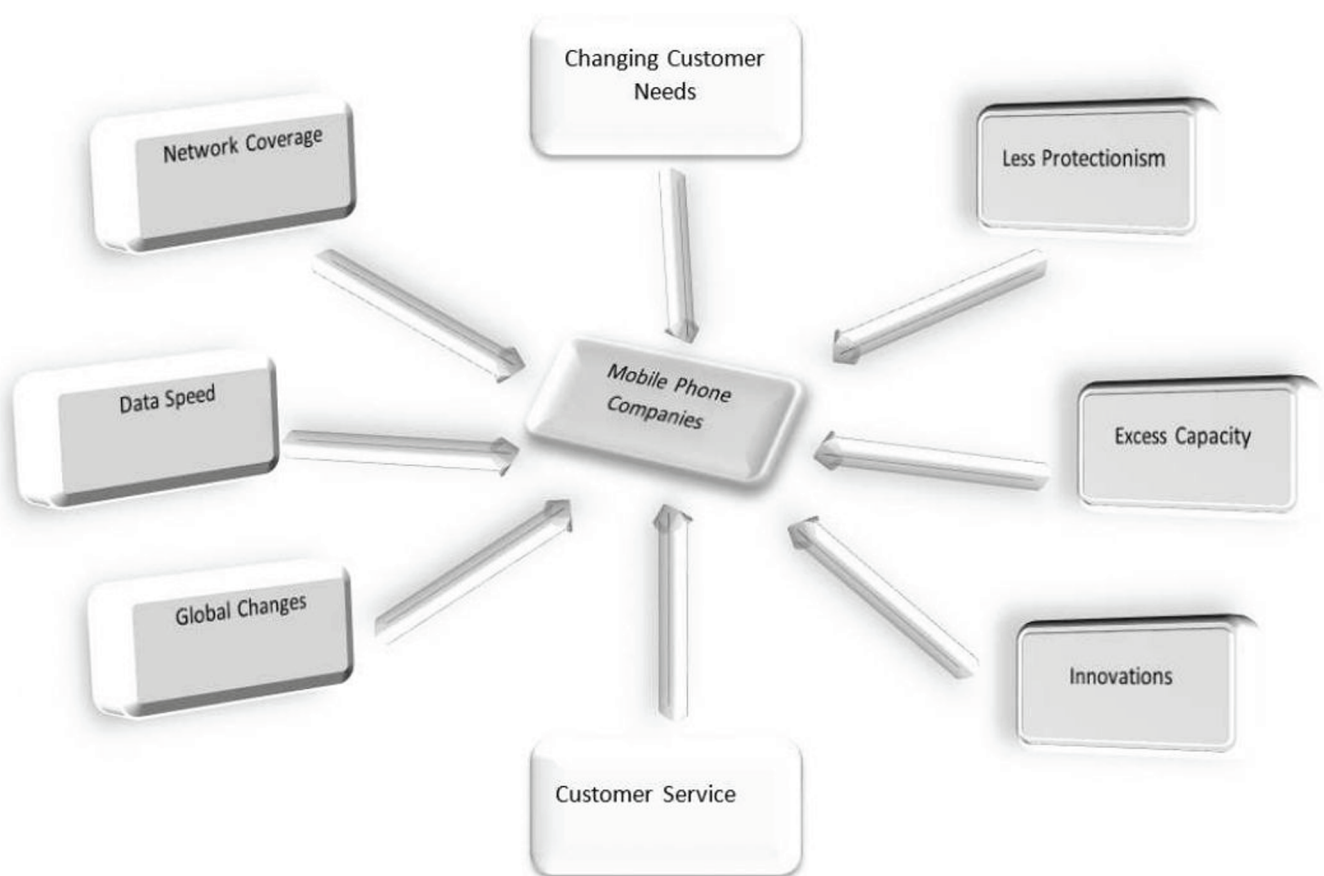 Changing Customer
Needs
Network Coverage
Less Protectionism
Mobile Phone
Companies
Data Speed
Excess Capacity
Global Changes
Innovations
Customer Service